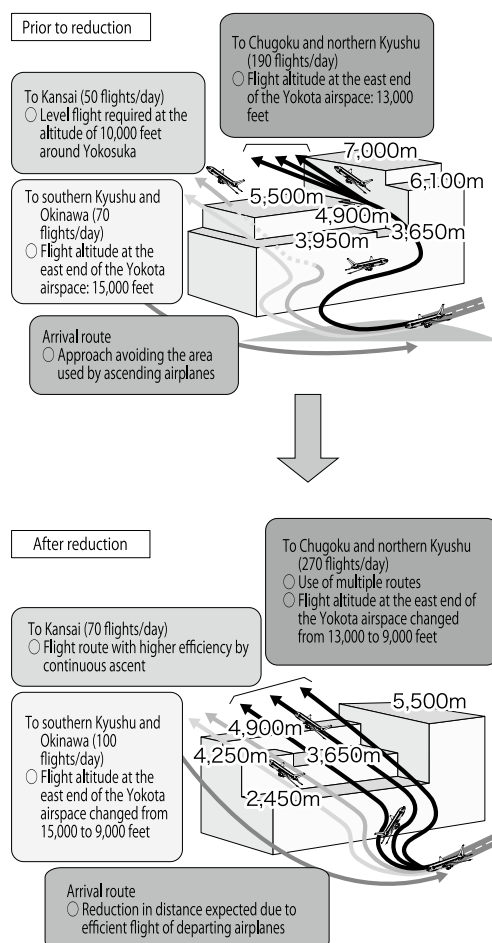 Prior to reduction
To Chugoku and northern Kyushu
(190 flights/day)
○ Flight altitude at the east end
of the Yokota airspace: 13,000
feet
To Kansai (50 flights/day)
○ Level flight required at the
altitude of 10,000 feet
around Yokosuka
To southern Kyushu and
Okinawa (70
flights/day)
○ Flight altitude at the
east end of the Yokota
airspace: 15,000 feet
Arrival route
○ Approach avoiding the area
used by ascending airplanes
7,000m
6,100m
5,500m
4,900m
3,950m
3,650m
After reduction
To Chugoku and northern Kyushu
(270 flights/day)
○ Use of multiple routes
○ Flight altitude at the east end of
the Yokota airspace changed
from 13,000 to 9,000 feet
To Kansai (70 flights/day)
○ Flight route with higher efficiency by
continuous ascent
To southern Kyushu and
Okinawa (100
flights/day)
○ Flight altitude at the
east end of the Yokota
airspace changed from
15,000 to 9,000 feet
5,500m
4,900m
4,250m
3,650m
2,450m
Arrival route
○ Reduction in distance expected due to
efficient flight of departing airplanes